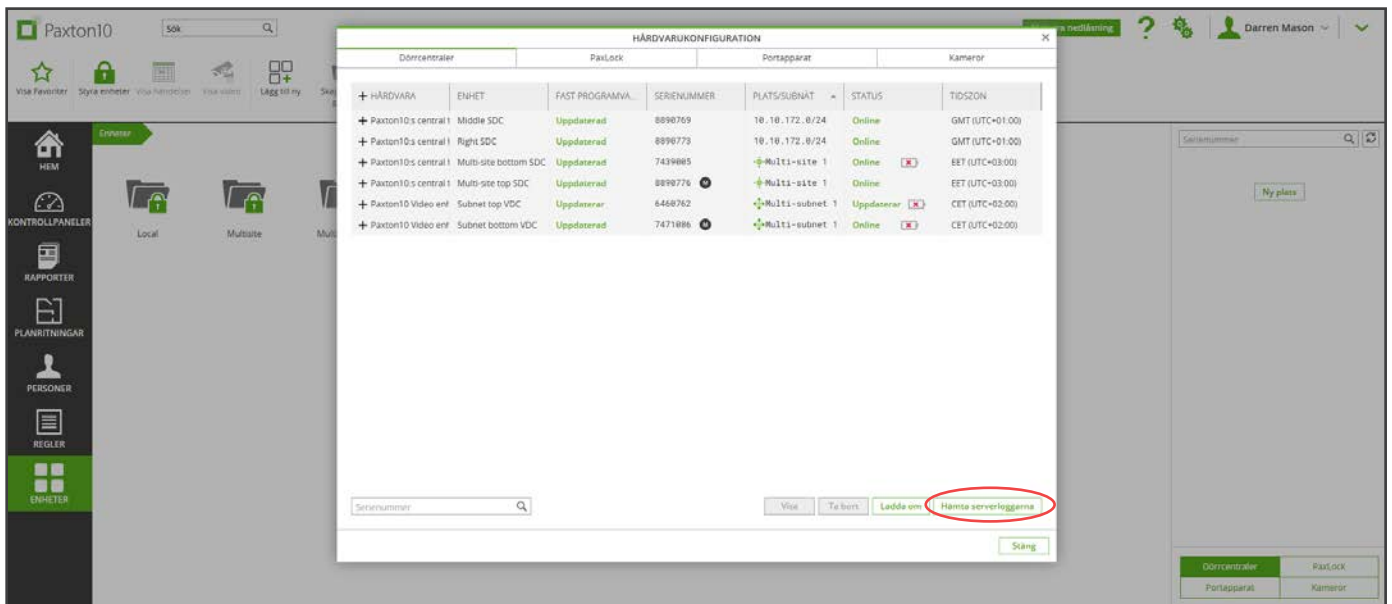 Paxton10
Sök
nedläsning
?
Darren Mason
Visa Favoriter
Styra enheter
Visa händelser
Visa video
Lägg till ny
HÅRDVARUKONFIGURATION
Dörrcentraler PaxLock Portapparat Kameror
HÅRDVARA ENHET FAST PROGRAMVA... SERIENUMMER PLATS/SUBNÄT STATUS TIDSZON
Paxton10:s central Middle SDC Uppdaterad 8890769 10.10.172.0/24 Online GMT (UTC+01:00)
Paxton10:s central Right SDC Uppdaterad 8890773 10.10.172.0/24 Online GMT (UTC+01:00)
Paxton10:s central Multi-site bottom SDC Uppdaterad 7439005 Multi-site 1 Online EET (UTC+03:00)
Paxton10:s central Multi-site top SDC Uppdaterad 8890776 M Multi-site 1 Online EET (UTC+03:00)
Paxton10 Video enh Subnet top VDC Uppdaterar 6460762 Multi-subnet 1 Uppdaterar CET (UTC+02:00)
Paxton10 Video enh Subnet bottom VDC Uppdaterad 7471086 M Multi-subnet 1 Online CET (UTC+02:00)
Serienummer
Visa
Ta bort
Ladda om
Hämta serverloggarna
Stäng
HEM
KONTROLLPANELER
RAPPORTER
PLANRITNINGAR
PERSONER
REGLER
ENHETER
Enheter
Local
Multisite
Serienummer
Ny plats
Dörrcentraler PaxLock
Portapparat Kameror